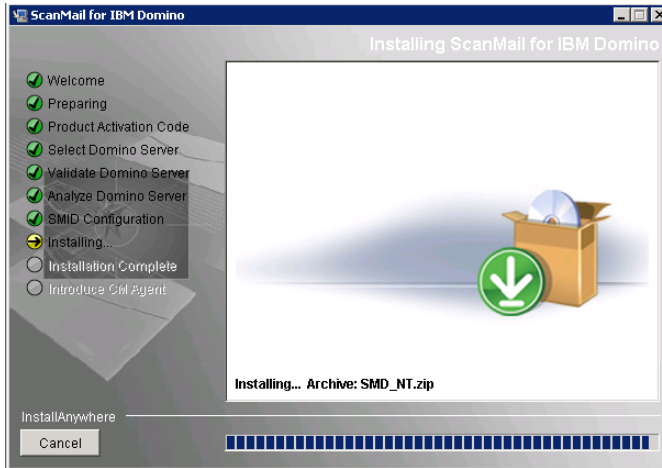 ScanMail for IBM Domino
Installing ScanMail for IBM Domino
Welcome
Preparing
Product Activation Code
Select Domino Server
Validate Domino Server
Analyze Domino Server
SMID Configuration
Installing...
Installation Complete
Introduce CM Agent
Installing... Archive: SMD_NT.zip
InstallAnywhere
Cancel